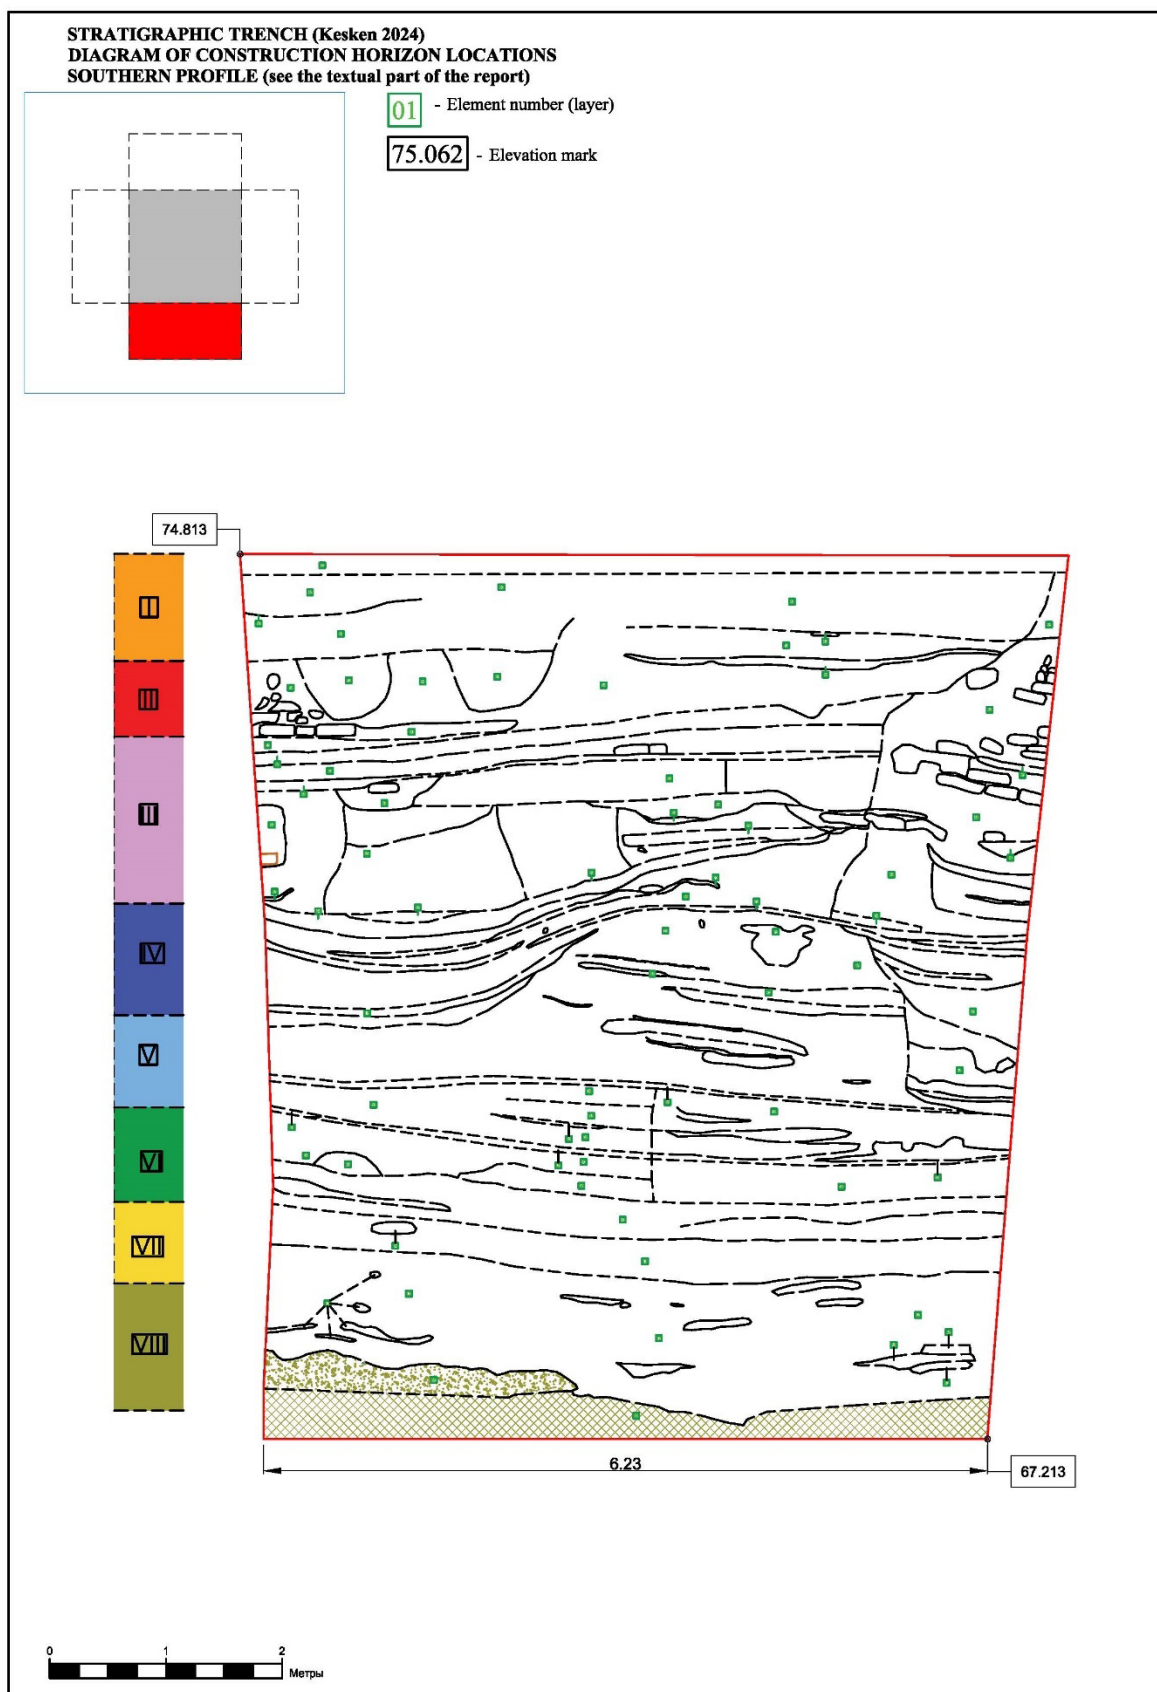 STRATIGRAPHIC TRENCH (Kesken 2024)
DIAGRAM OF CONSTRUCTION HORIZON LOCATIONS
SOUTHERN PROFILE (see the textual part of the report)
01 - Element number (layer)
75.062 - Elevation mark
74.813
I
III
II
IV
V
VI
VII
VIII
6.23
67.213
0 1 2
Метры